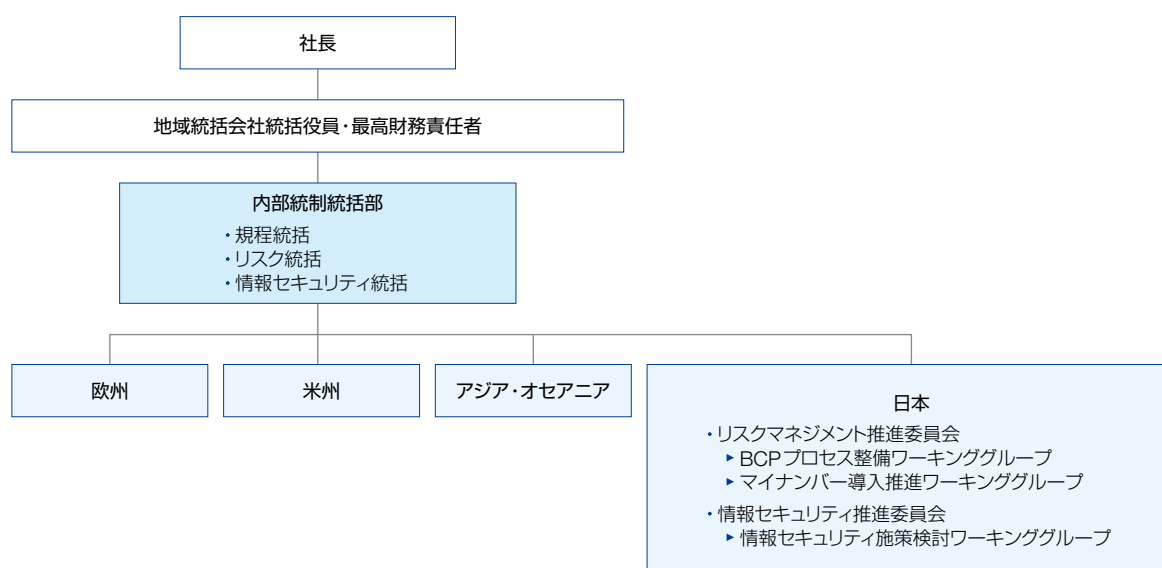 社長
地域統括会社統括役員・最高財務責任者
内部統制統括部
・規程統括
・リスク統括
・情報セキュリティ統括
欧州
米州
アジア・オセアニア
日本
・リスクマネジメント推進委員会
▶ BCPプロセス整備ワーキンググループ
▶ マイナンバー導入推進ワーキンググループ
・情報セキュリティ推進委員会
▶ 情報セキュリティ施策検討ワーキンググループ